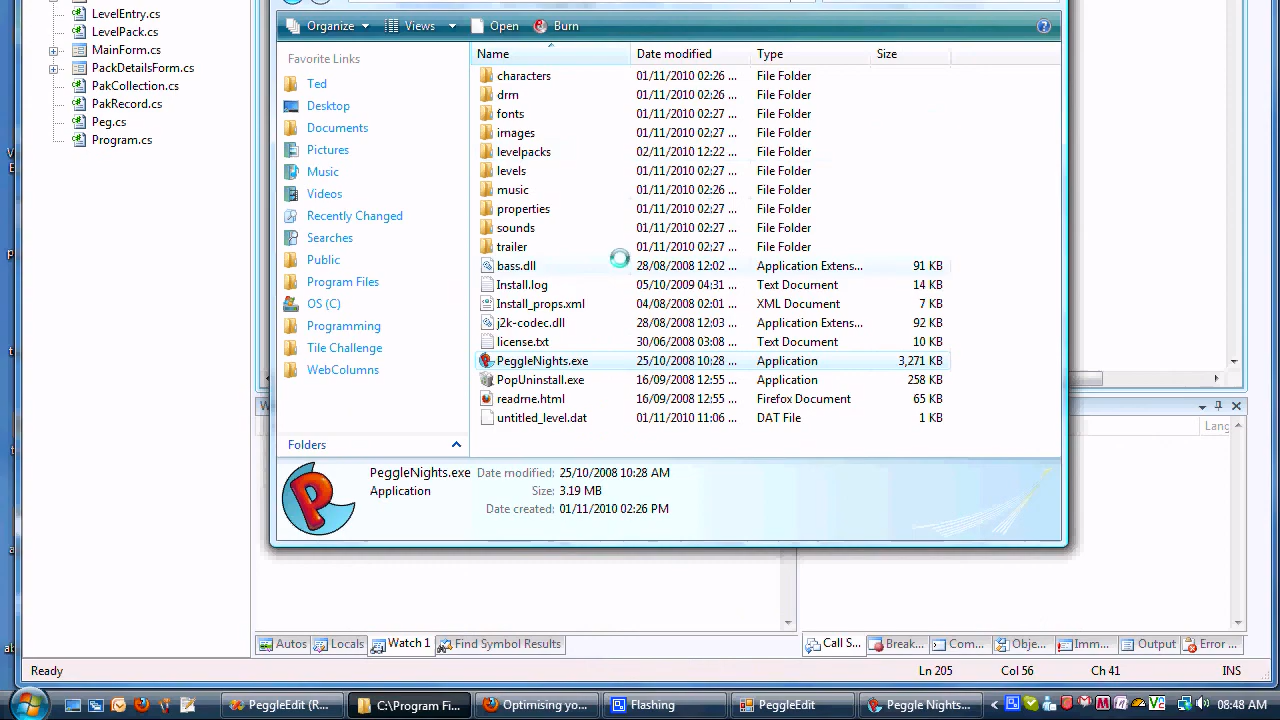 LevelEntry.cs
LevelPack.cs
MainForm.cs
PackDetailsForm.cs
PakCollection.cs
PakRecord.cs
Peg.cs
Program.cs
Organize Views Open Burn
Favorite Links
Ted
Desktop
Documents
Pictures
Music
Videos
Recently Changed
Searches
Public
Program Files
OS (C)
Programming
Tile Challenge
WebColumns
Folders
Name Date modified Type Size
characters 01/11/2010 02:26 ... File Folder
drm 01/11/2010 02:26 ... File Folder
fonts 01/11/2010 02:27 ... File Folder
images 01/11/2010 02:27 ... File Folder
levelpacks 02/11/2010 12:22 ... File Folder
levels 01/11/2010 02:27 ... File Folder
music 01/11/2010 02:26 ... File Folder
properties 01/11/2010 02:27 ... File Folder
sounds 01/11/2010 02:27 ... File Folder
trailer 01/11/2010 02:27 ... File Folder
bass.dll 28/08/2008 12:02 ... Application Extens... 91 KB
Install.log 05/10/2009 04:31 ... Text Document 14 KB
Install_props.xml 04/08/2008 02:01 ... XML Document 7 KB
j2k-codec.dll 28/08/2008 12:03 ... Application Extens... 92 KB
license.txt 30/06/2008 03:08 ... Text Document 10 KB
PeggleNights.exe 25/10/2008 10:28 ... Application 3,271 KB
PopUninstall.exe 16/09/2008 12:55 ... Application 258 KB
readme.html 16/09/2008 12:55 ... Firefox Document 65 KB
untitled_level.dat 01/11/2010 11:06 ... DAT File 1 KB
PeggleNights.exe Date modified: 25/10/2008 10:28 AM
Application Size: 3.19 MB
Date created: 01/11/2010 02:26 PM
Lang
Autos Locals Watch 1 Find Symbol Results
Call S... Break... Com... Obje... Imm... Output Error ...
Ready Ln 205 Col 56 Ch 41 INS
PeggleEdit (... C:\Program Fi... Optimising yo... Flashing PeggleEdit Peggle Nights... 08:48 AM